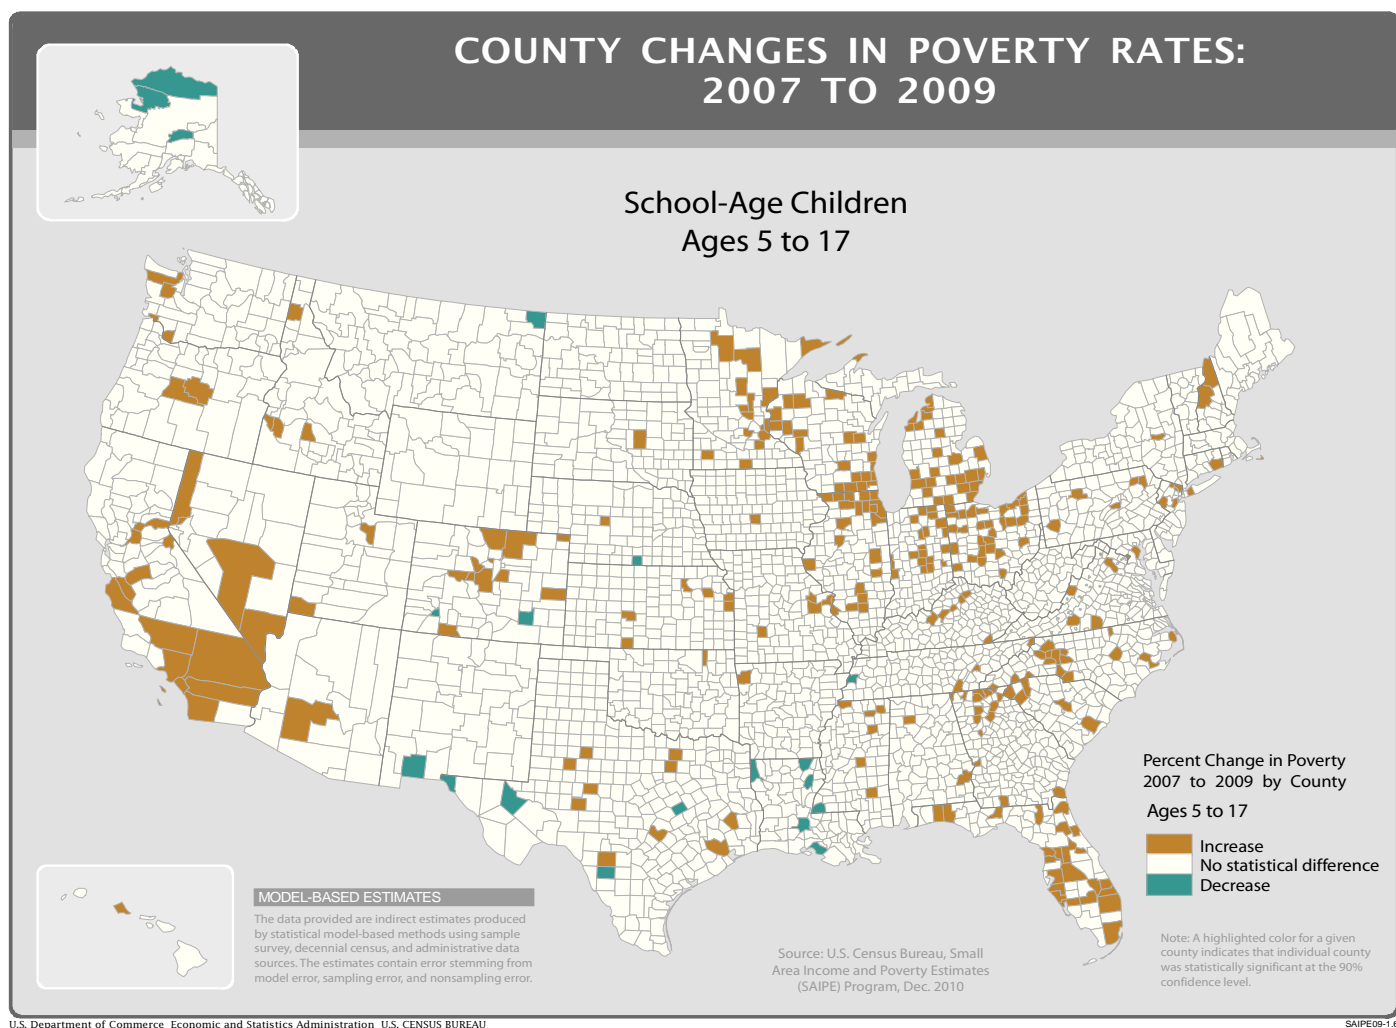 COUNTY CHANGES IN POVERTY RATES:
2007 TO 2009
School-Age Children
Ages 5 to 17
Percent Change in Poverty
2007 to 2009 by County
Ages 5 to 17
Increase
No statistical difference
Decrease
MODEL-BASED ESTIMATES
The data provided are indirect estimates produced
by statistical model-based methods using sample
survey, decennial census, and administrative data
sources. The estimates contain error stemming from
model error, sampling error, and nonsampling error.
Source: U.S. Census Bureau, Small
Area Income and Poverty Estimates
(SAIPE) Program, Dec. 2010
Note: A highlighted color for a given
county indicates that individual county
was statistically significant at the 90%
confidence level.
U.S. Department of Commerce Economic and Statistics Administration U.S. CENSUS BUREAU